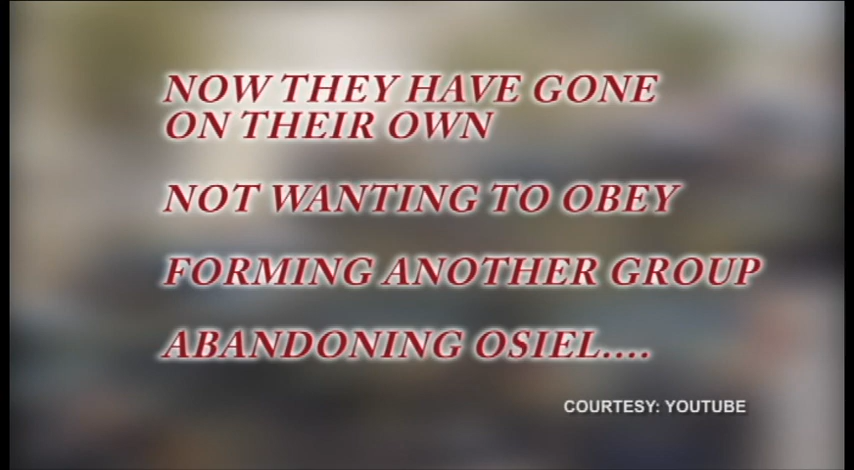 NOW THEY HAVE GONE
ON THEIR OWN
NOT WANTING TO OBEY
FORMING ANOTHER GROUP
ABANDONING OSIEL....
COURTESY: YOUTUBE